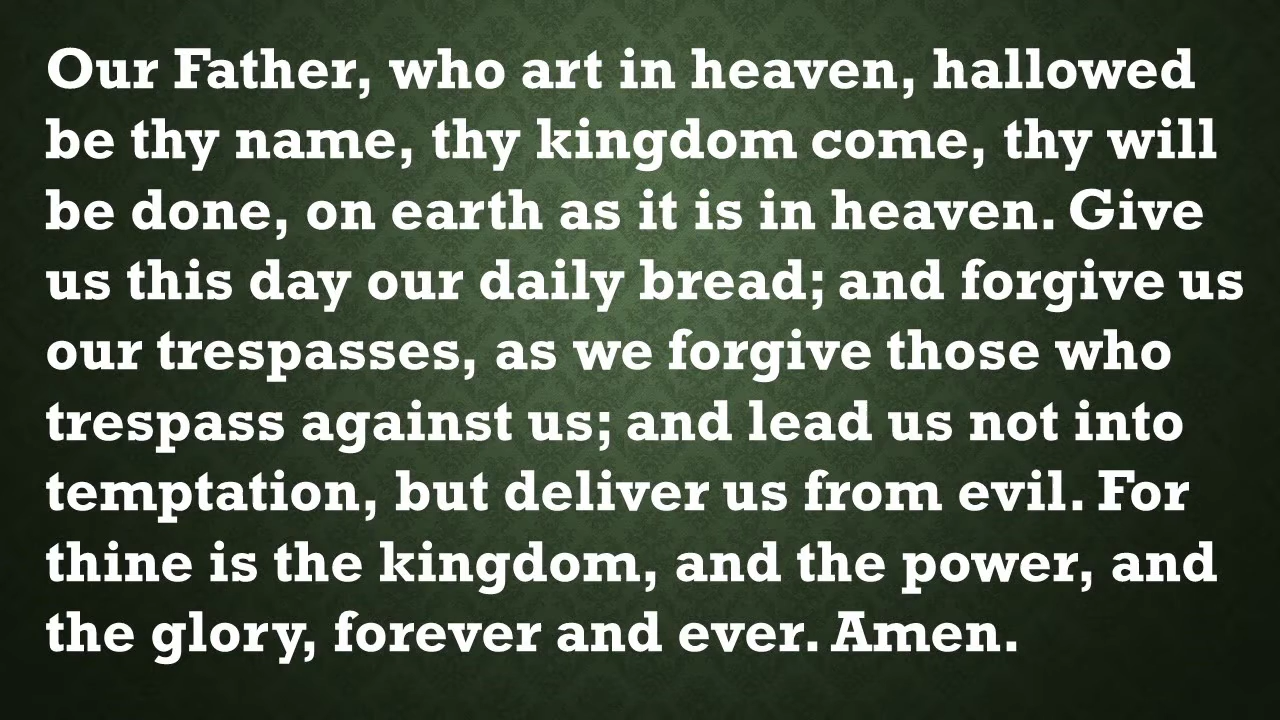 Our Father, who art in heaven, hallowed
be thy name, thy kingdom come, thy will
be done, on earth as it is in heaven. Give
us this day our daily bread; and forgive us
our trespasses, as we forgive those who
trespass against us; and lead us not into
temptation, but deliver us from evil. For
thine is the kingdom, and the power, and
the glory, forever and ever. Amen.